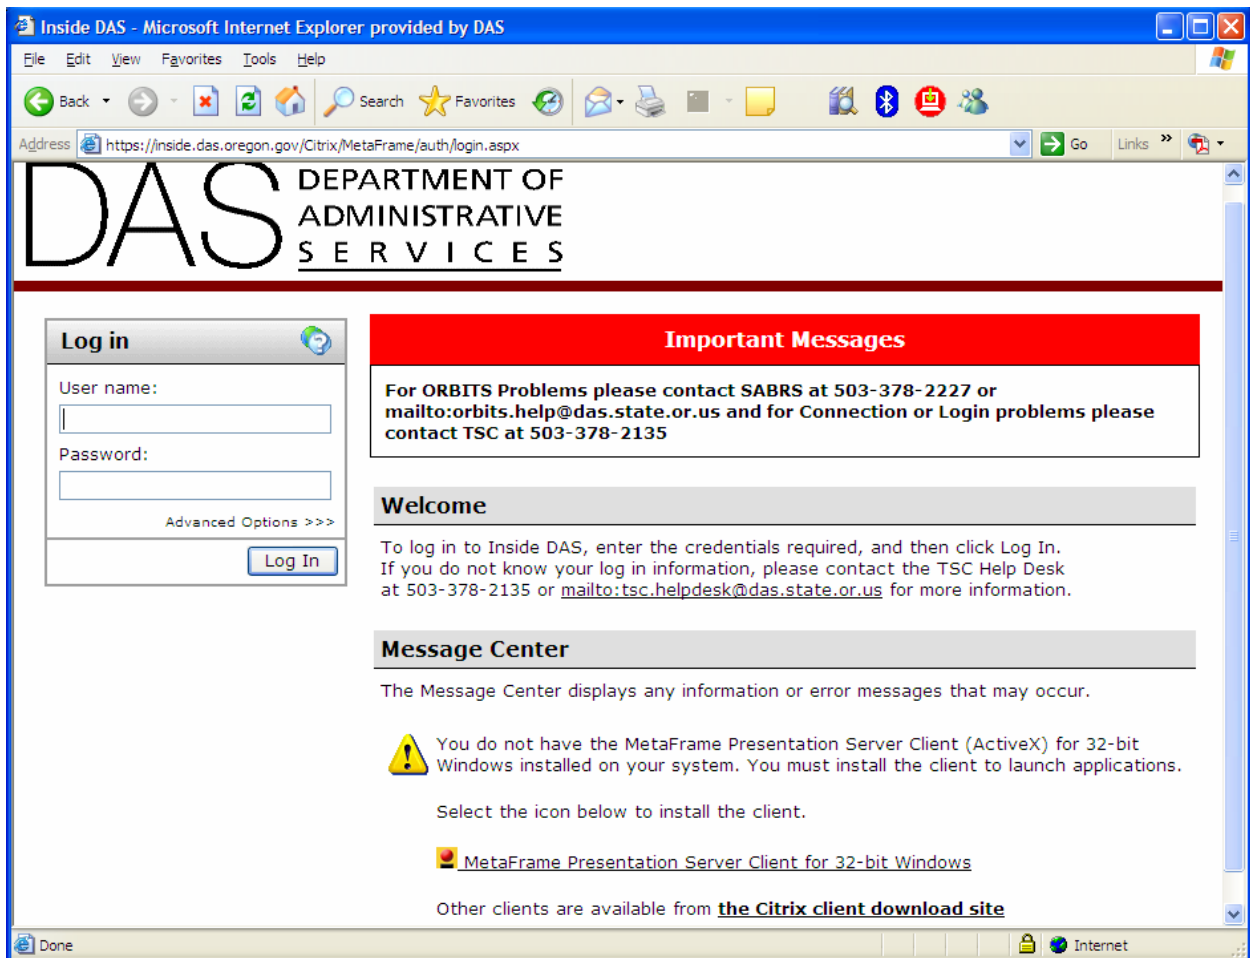 Inside DAS - Microsoft Internet Explorer provided by DAS
File Edit View Favorites Tools Help
Back Search Favorites
Address https://inside.das.oregon.gov/Citrix/MetaFrame/auth/login.aspx Go Links »
DAS DEPARTMENT OF
ADMINISTRATIVE
SERVICES
Log in
User name:
Password:
Advanced Options >>>
Log In
Important Messages
For ORBITS Problems please contact SABRS at 503-378-2227 or
mailto:orbits.help@das.state.or.us and for Connection or Login problems please
contact TSC at 503-378-2135
Welcome
To log in to Inside DAS, enter the credentials required, and then click Log In.
If you do not know your log in information, please contact the TSC Help Desk
at 503-378-2135 or mailto:tsc.helpdesk@das.state.or.us for more information.
Message Center
The Message Center displays any information or error messages that may occur.
You do not have the MetaFrame Presentation Server Client (ActiveX) for 32-bit
Windows installed on your system. You must install the client to launch applications.
Select the icon below to install the client.
MetaFrame Presentation Server Client for 32-bit Windows
Other clients are available from the Citrix client download site
Done Internet